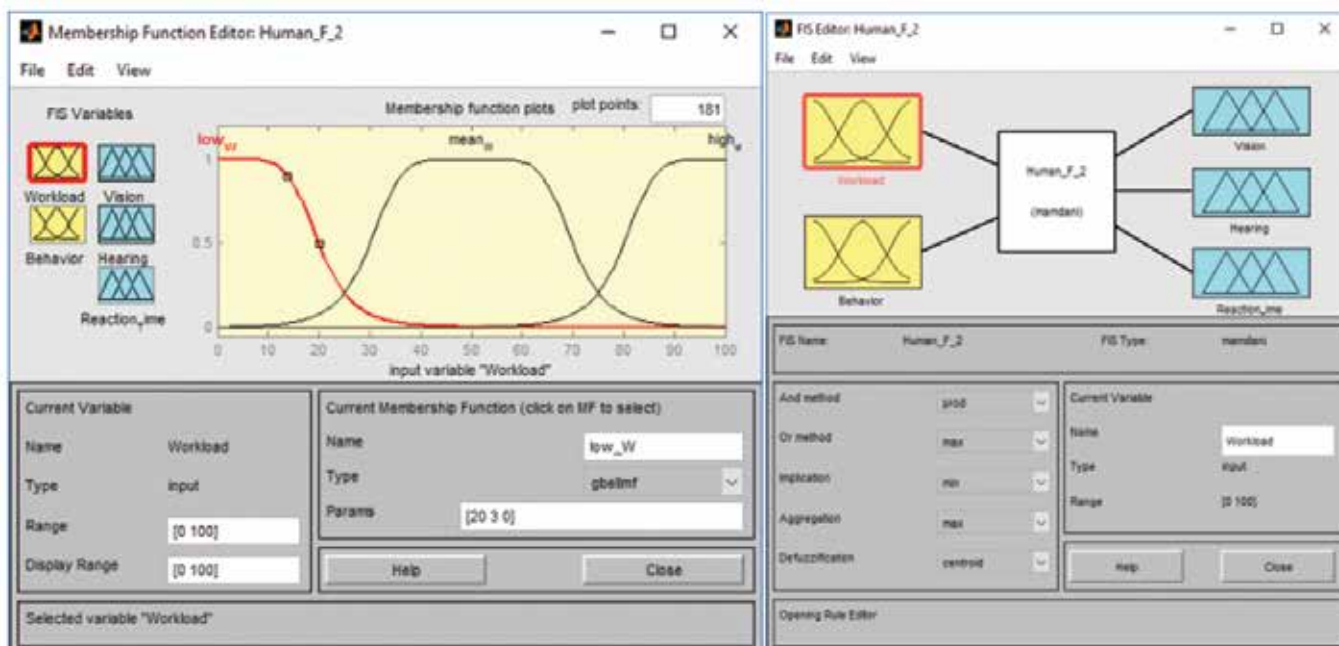 Membership Function Editor: Human_F_2
File Edit View
FIS Variables
Membership function plots plot points: 181
Workload Vision
Behavior Hearing
Reaction_Time
low_W mean_W high_W
1
0.5
0
0 10 20 30 40 50 60 70 80 90 100
input variable "Workload"
Current Variable
Name Workload
Type input
Range [0 100]
Display Range [0 100]
Current Membership Function (click on MF to select)
Name low_W
Type gbellmf
Params [20 3 0]
Help Close
Selected variable "Workload"
FIS Editor: Human_F_2
File Edit View
Workload
Behavior
Human_F_2
(mamdani)
Vision
Hearing
Reaction_Time
FIS Name: Human_F_2 FIS Type: mamdani
And method prod
Or method max
Implication min
Aggregation max
Defuzzification centroid
Current Variable
Name Workload
Type input
Range [0 100]
Help Close
Opening Rule Editor